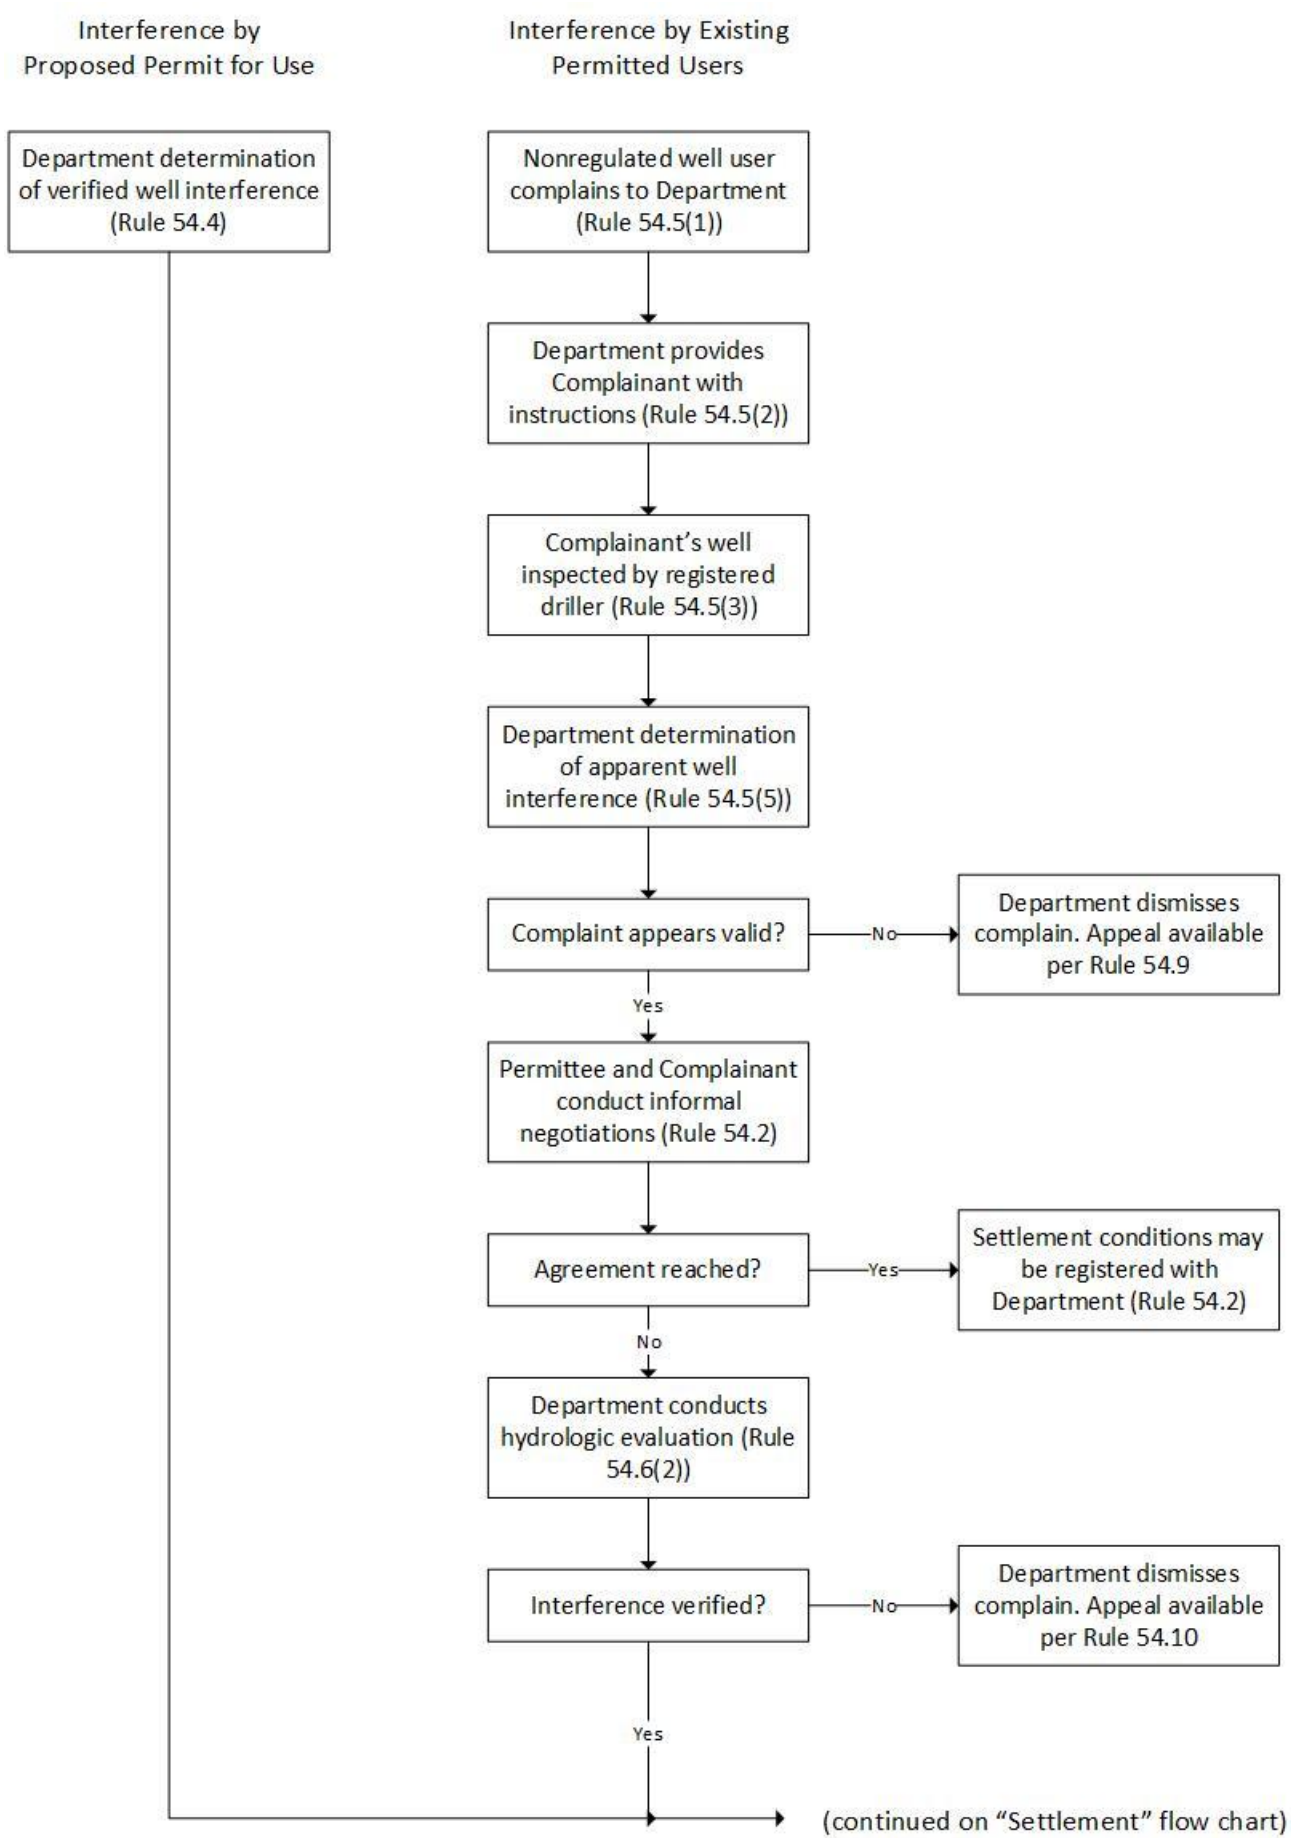 Interference by
Proposed Permit for Use
Interference by Existing
Permitted Users
Department determination
of verified well interference
(Rule 54.4)
Nonregulated well user
complains to Department
(Rule 54.5(1))
Department provides
Complainant with
instructions (Rule 54.5(2))
Complainant’s well
inspected by registered
driller (Rule 54.5(3))
Department determination
of apparent well
interference (Rule 54.5(5))
Complaint appears valid?
No
Department dismisses
complain. Appeal available
per Rule 54.9
Yes
Permittee and Complainant
conduct informal
negotiations (Rule 54.2)
Agreement reached?
Yes
Settlement conditions may
be registered with
Department (Rule 54.2)
No
Department conducts
hydrologic evaluation (Rule
54.6(2))
Interference verified?
No
Department dismisses
complain. Appeal available
per Rule 54.10
Yes
(continued on “Settlement” flow chart)